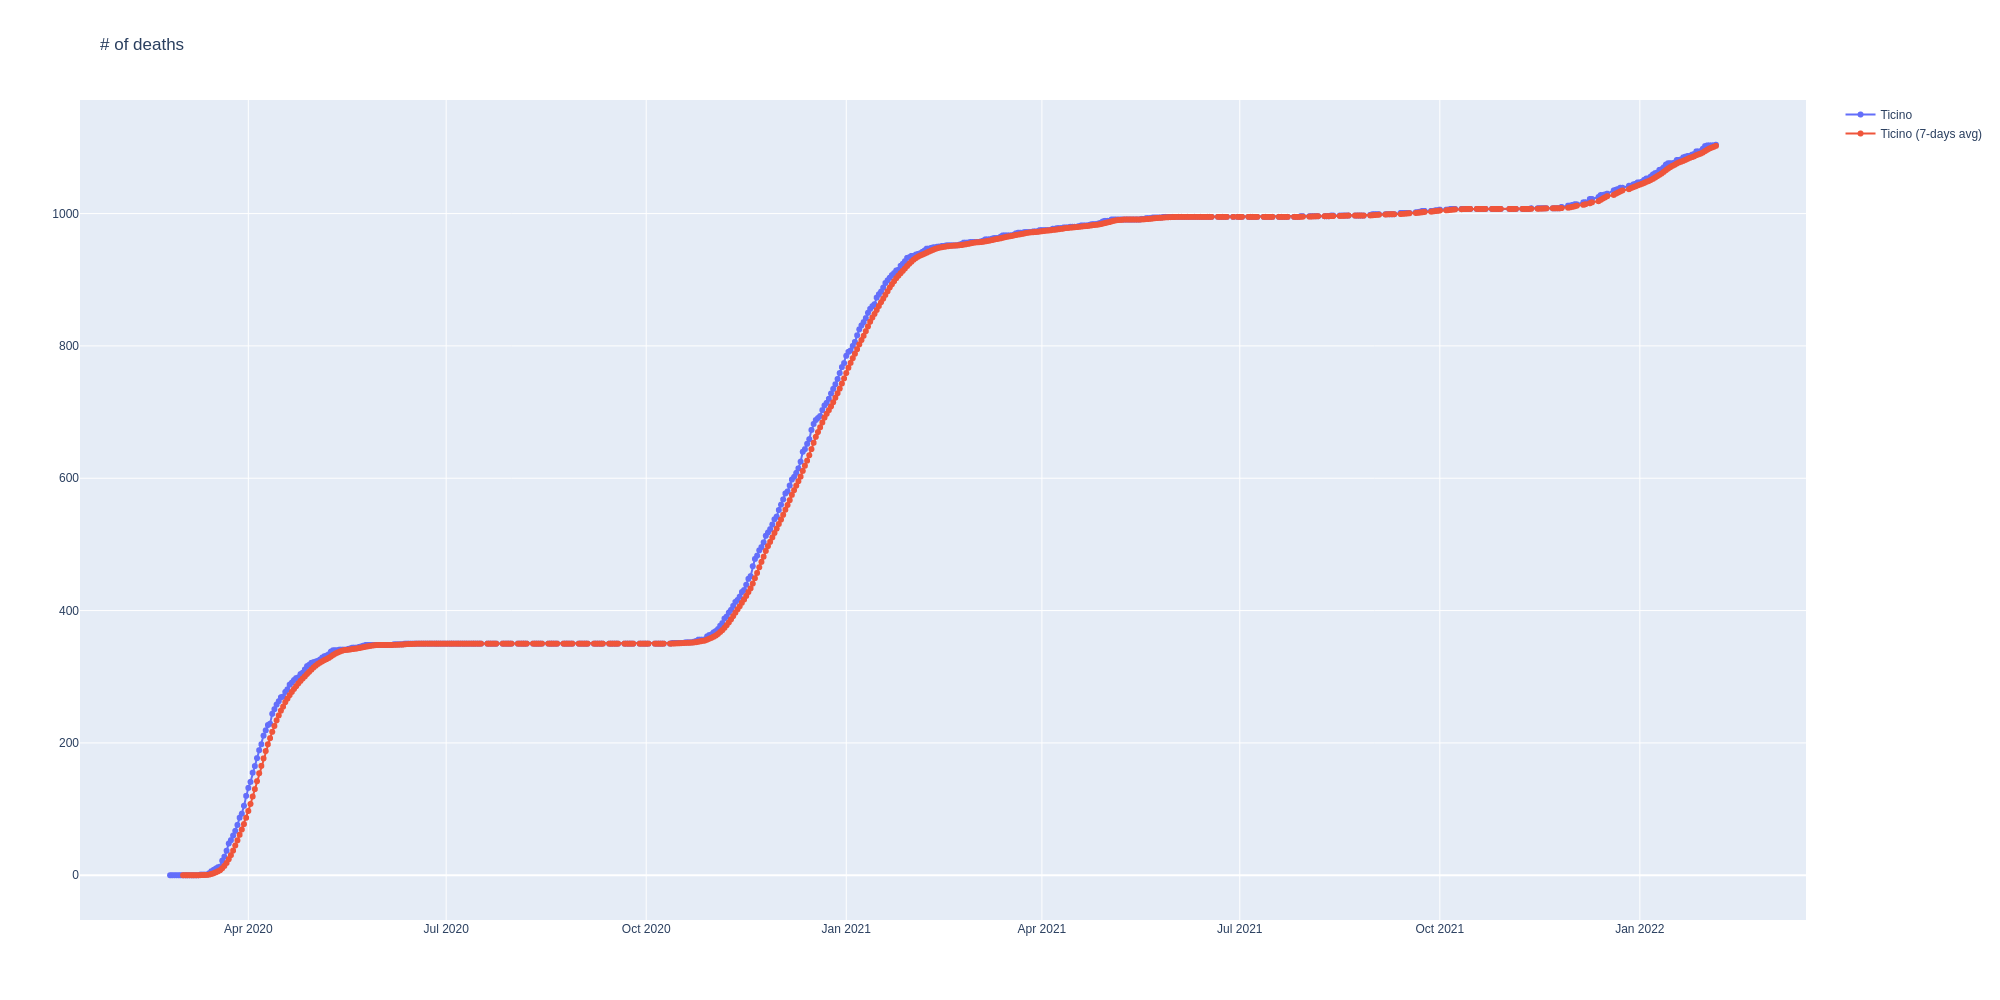 # of deaths
Ticino
Ticino (7-days avg)
1000
800
600
400
200
0
Apr 2020
Jul 2020
Oct 2020
Jan 2021
Apr 2021
Jul 2021
Oct 2021
Jan 2022